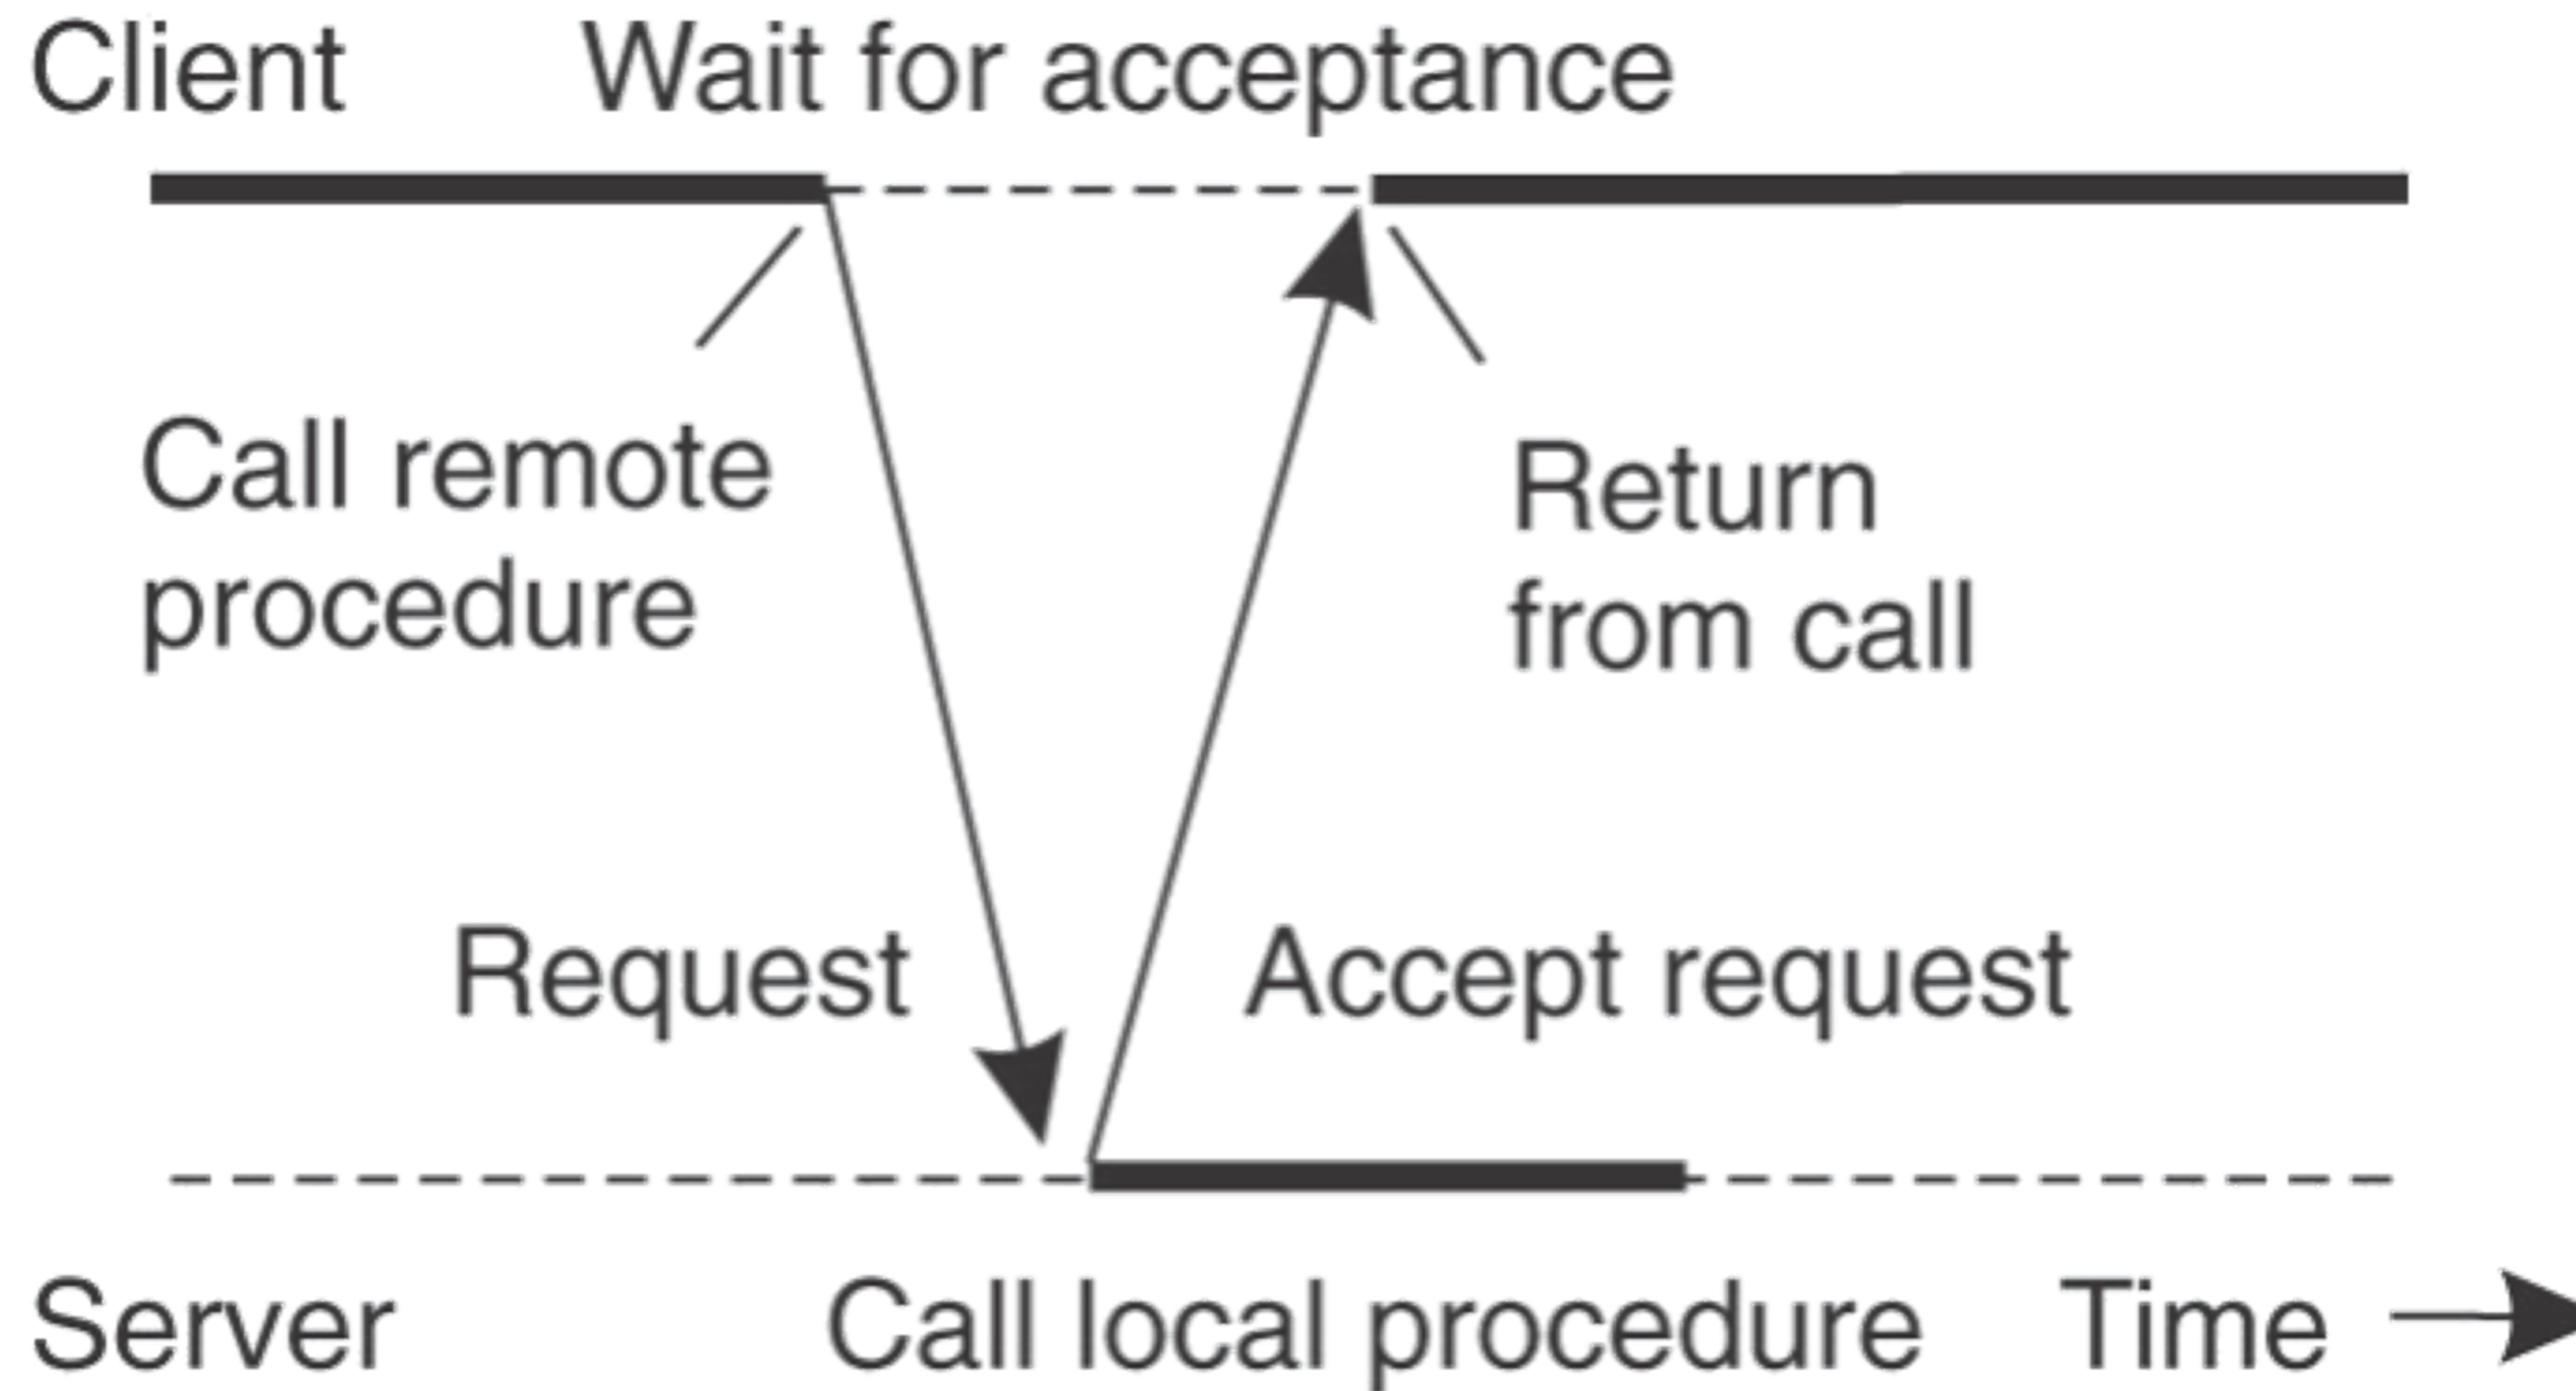 Client
Wait for acceptance
Call remote
procedure
Return
from call
Request
Accept request
Server
Call local procedure
Time